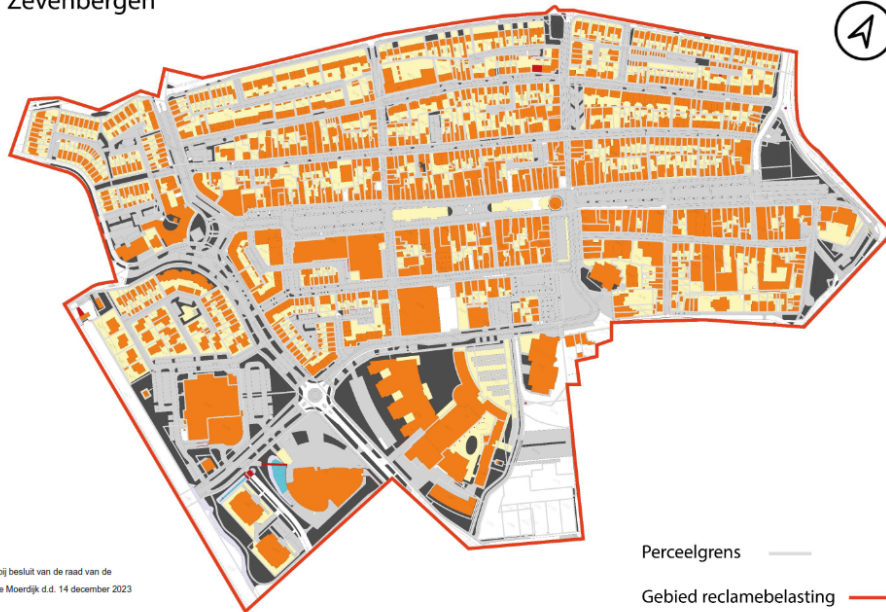 Zevenbergen
bij besluit van de raad van de
e Moerdijk d.d. 14 december 2023
Perceelgrens
Gebied reclamebelasting